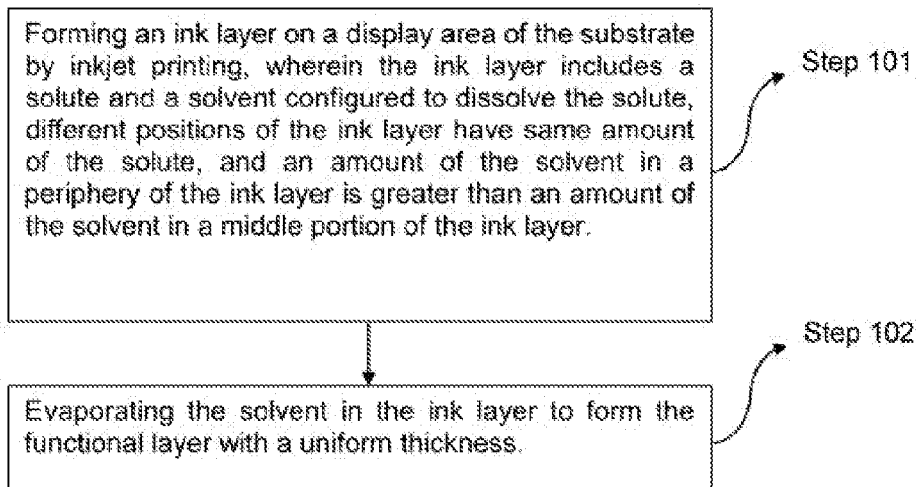 Forming an ink layer on a display area of the substrate
by inkjet printing, wherein the ink layer includes a
solute and a solvent configured to dissolve the solute,
different positions of the ink layer have same amount
of the solute, and an amount of the solvent in a
periphery of the ink layer is greater than an amount of
the solvent in a middle portion of the ink layer.
Step 101
Evaporating the solvent in the ink layer to form the
functional layer with a uniform thickness.
Step 102